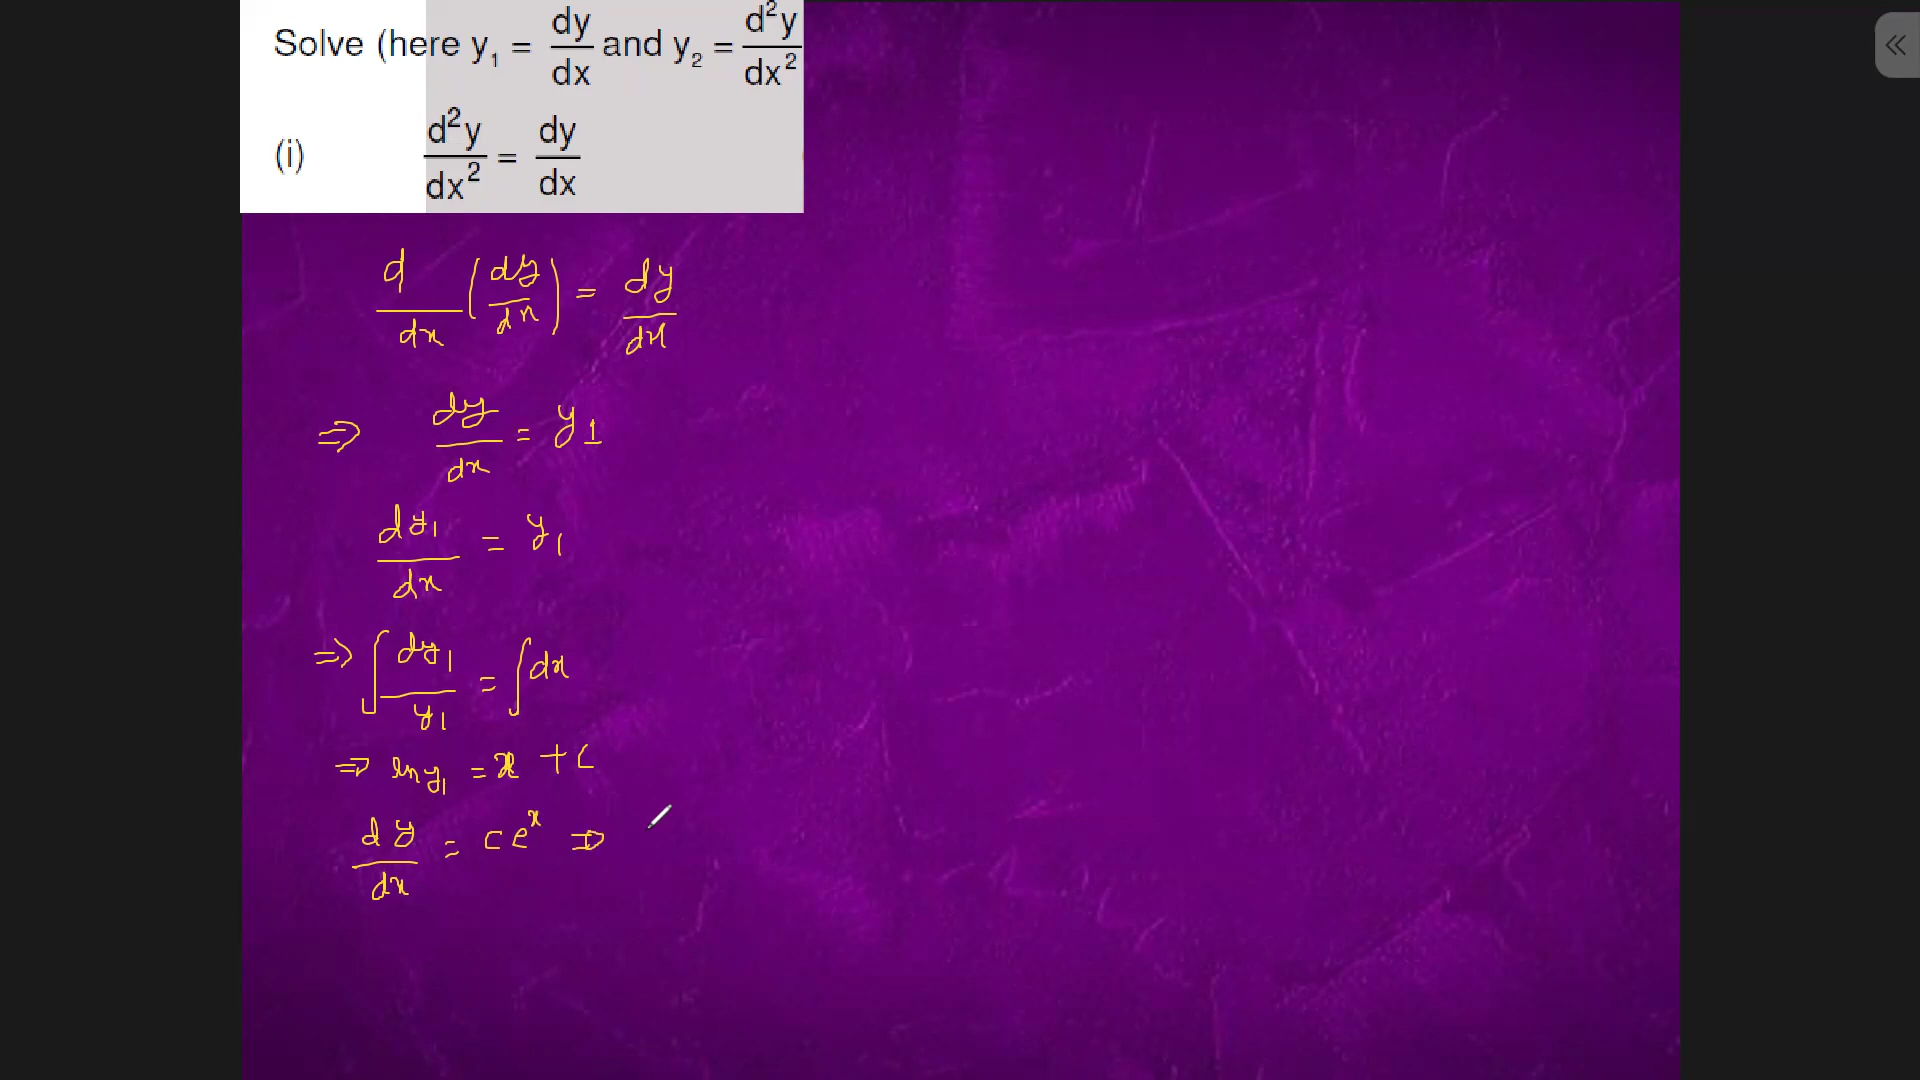 Solve (here y₁ = dy/dx and y₂ = d²y/dx²
(i) d²y/dx² = dy/dx
d/dx (dy/dx) = dy/dx
⇒ dy/dx = y1
dy₁/dx = y₁
⇒ ∫ dy₁/y₁ = ∫ dx
⇒ ln y₁ = x + C
dy/dx = c eˣ ⇒